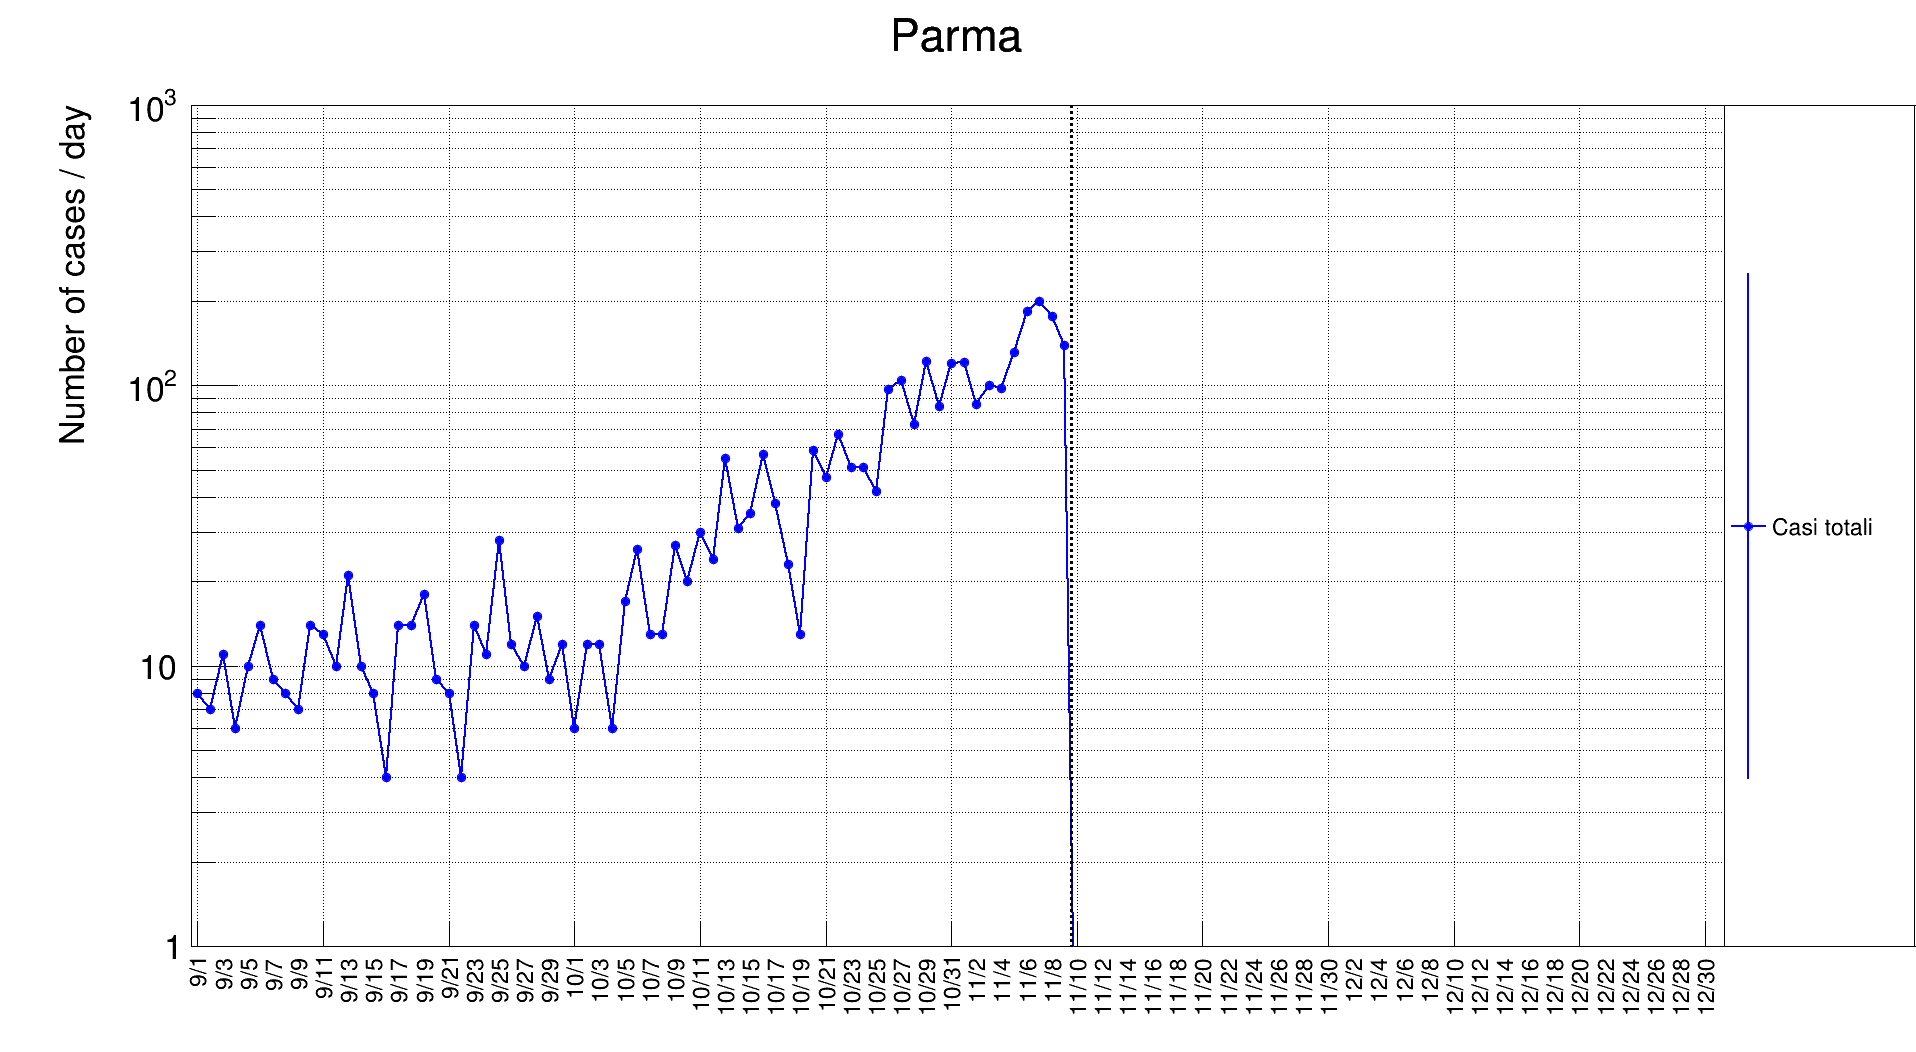 Parma
Number of cases / day
10³
10²
10
1
9/1 9/3 9/5 9/7 9/9 9/11 9/13 9/15 9/17 9/19 9/21 9/23 9/25 9/27 9/29 10/1 10/3 10/5 10/7 10/9 10/11 10/13 10/15 10/17 10/19 10/21 10/23 10/25 10/27 10/29 10/31 11/2 11/4 11/6 11/8 11/10 11/12 11/14 11/16 11/18 11/20 11/22 11/24 11/26 11/28 11/30 12/2 12/4 12/6 12/8 12/10 12/12 12/14 12/16 12/18 12/20 12/22 12/24 12/26 12/28 12/30
Casi totali